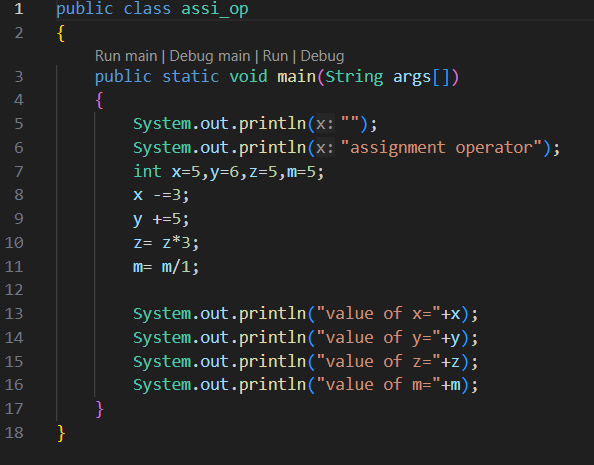 1 public class assi_op
2 {
Run main | Debug main | Run | Debug
3 public static void main(String args[])
4 {
5 System.out.println(x: "");
6 System.out.println(x: "assignment operator");
7 int x=5,y=6,z=5,m=5;
8 x -=3;
9 y +=5;
10 z= z*3;
11 m= m/1;
12
13 System.out.println("value of x="+x);
14 System.out.println("value of y="+y);
15 System.out.println("value of z="+z);
16 System.out.println("value of m="+m);
17 }
18 }